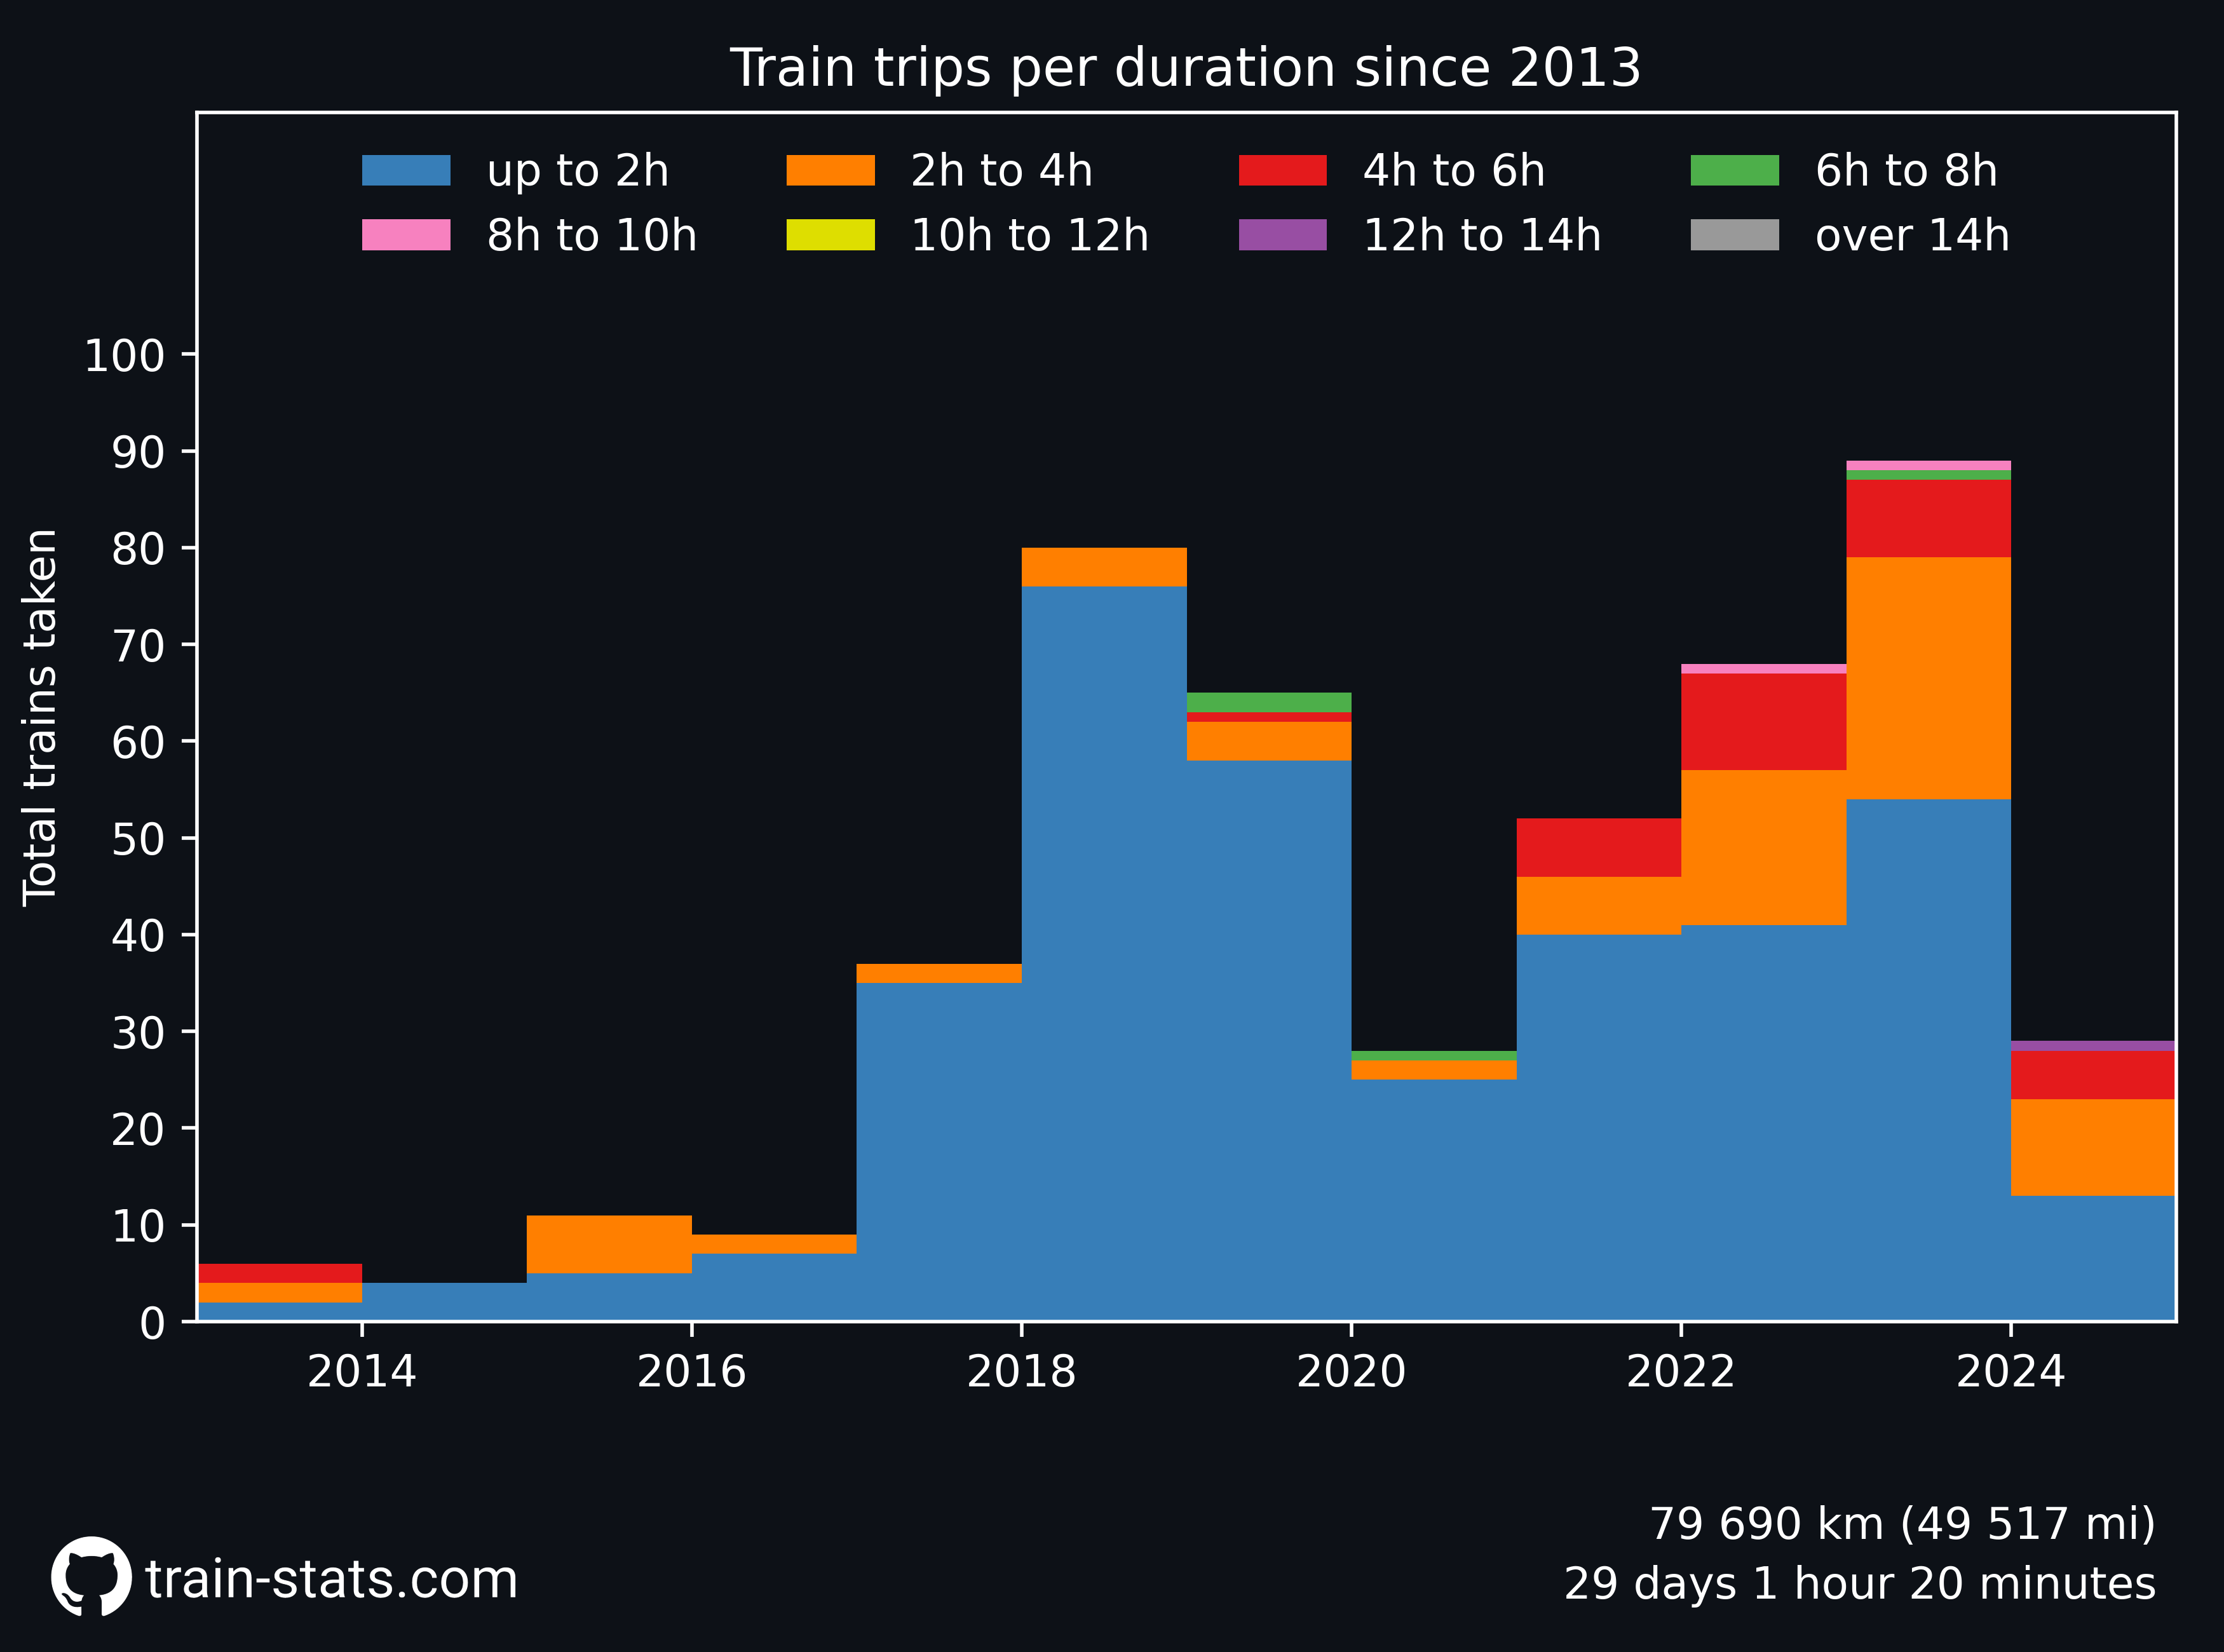 Train trips per duration since 2013
up to 2h
2h to 4h
4h to 6h
6h to 8h
8h to 10h
10h to 12h
12h to 14h
over 14h
Total trains taken
100
90
80
70
60
50
40
30
20
10
0
2014
2016
2018
2020
2022
2024
79 690 km (49 517 mi)
29 days 1 hour 20 minutes
train-stats.com